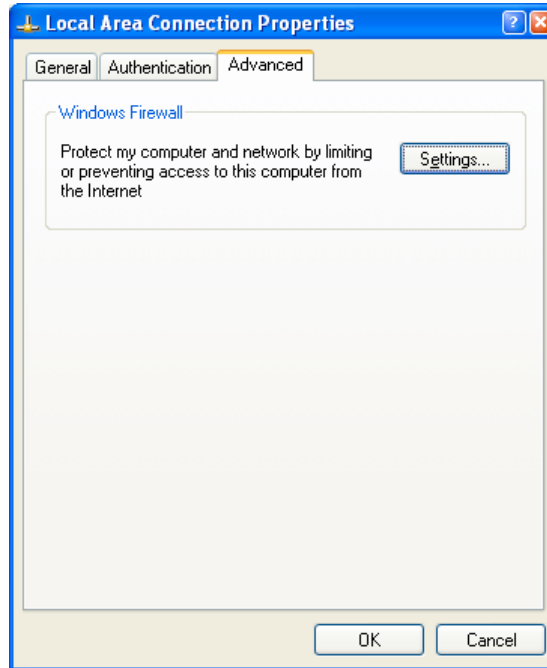 Local Area Connection Properties
General Authentication Advanced
Windows Firewall
Protect my computer and network by limiting
or preventing access to this computer from
the Internet
Settings...
OK Cancel